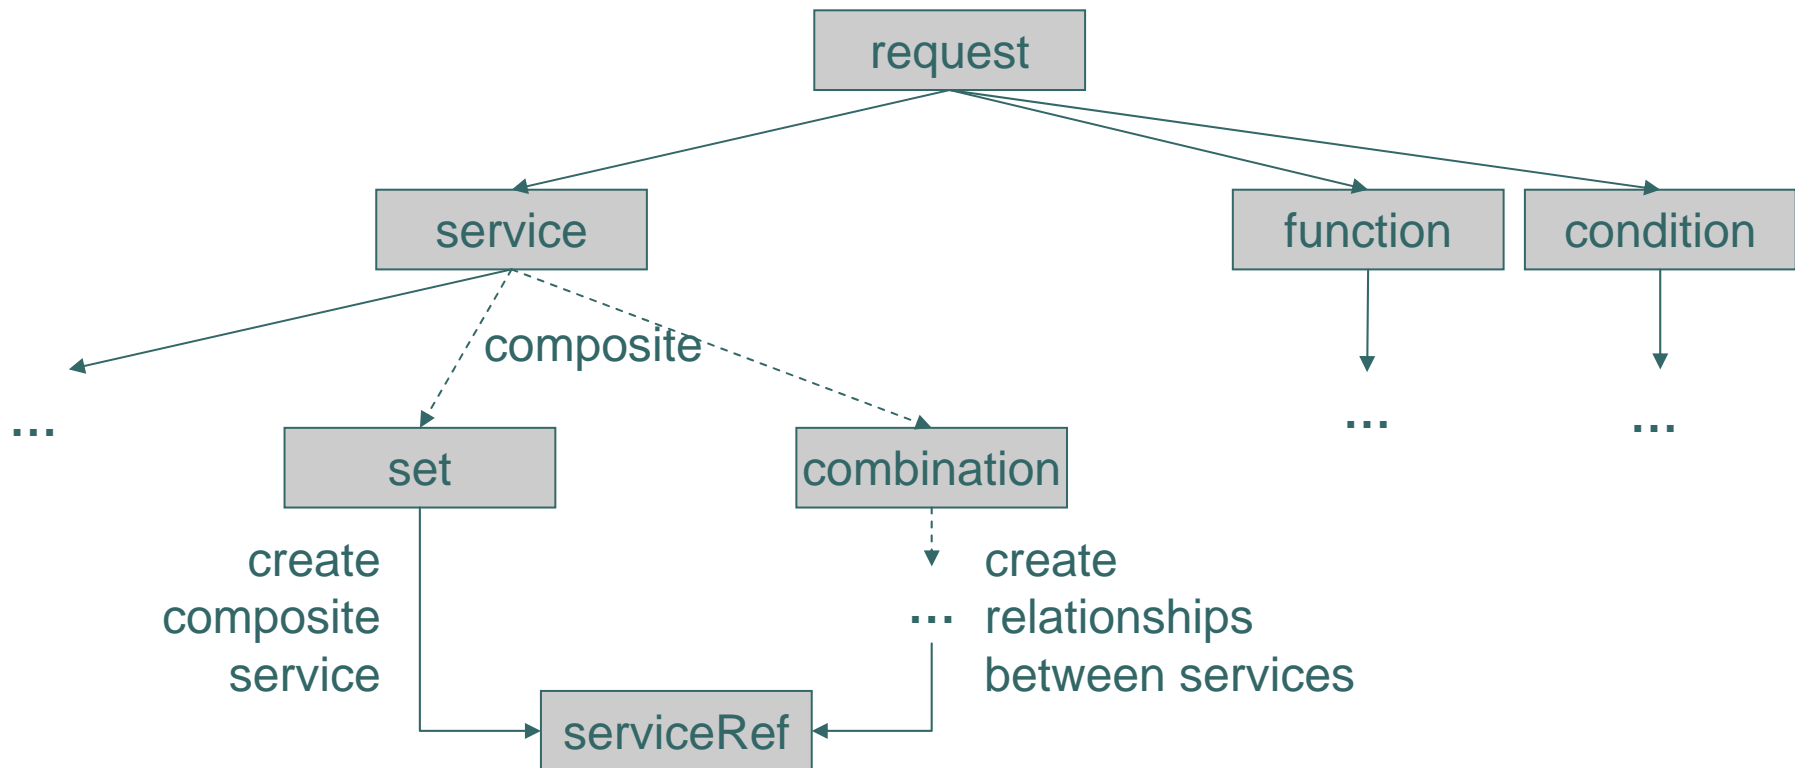 request
service
function
condition
composite
...
...
...
set
combination
create
composite
service
...
create
relationships
between services
serviceRef